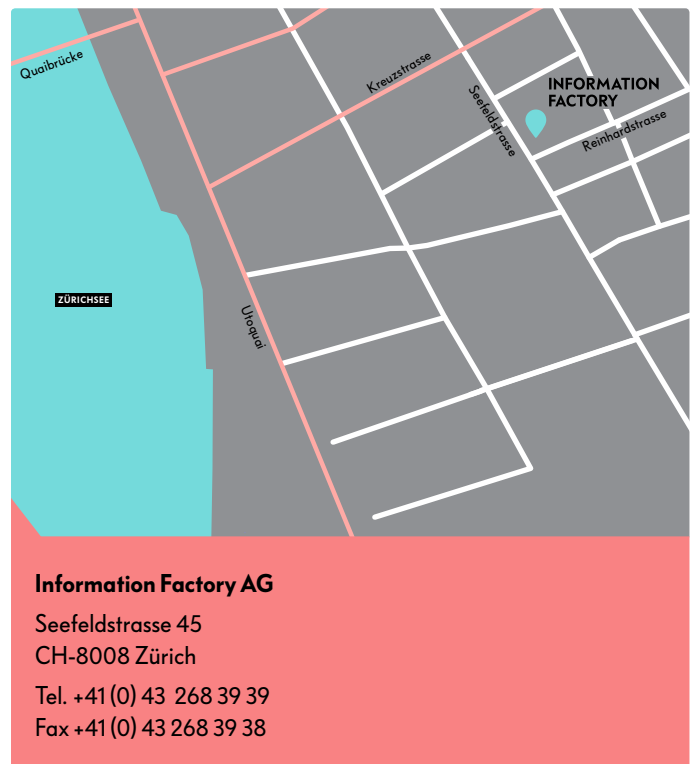 Quaibrücke
Kreuzstrasse
Seefeldstrasse
INFORMATION
FACTORY
Reinhardstrasse
ZÜRICHSEE
Utoquai
Information Factory AG
Seefeldstrasse 45
CH-8008 Zürich
Tel. +41 (0) 43 268 39 39
Fax +41 (0) 43 268 39 38